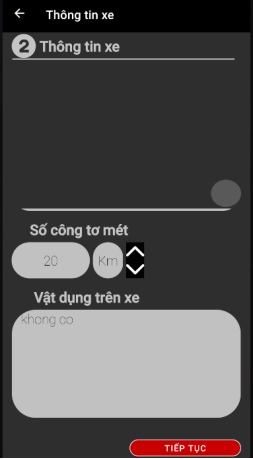 Thông tin xe
2 Thông tin xe
Số công tơ mét
20 Km
Vật dụng trên xe
khong co
TIẾP TỤC